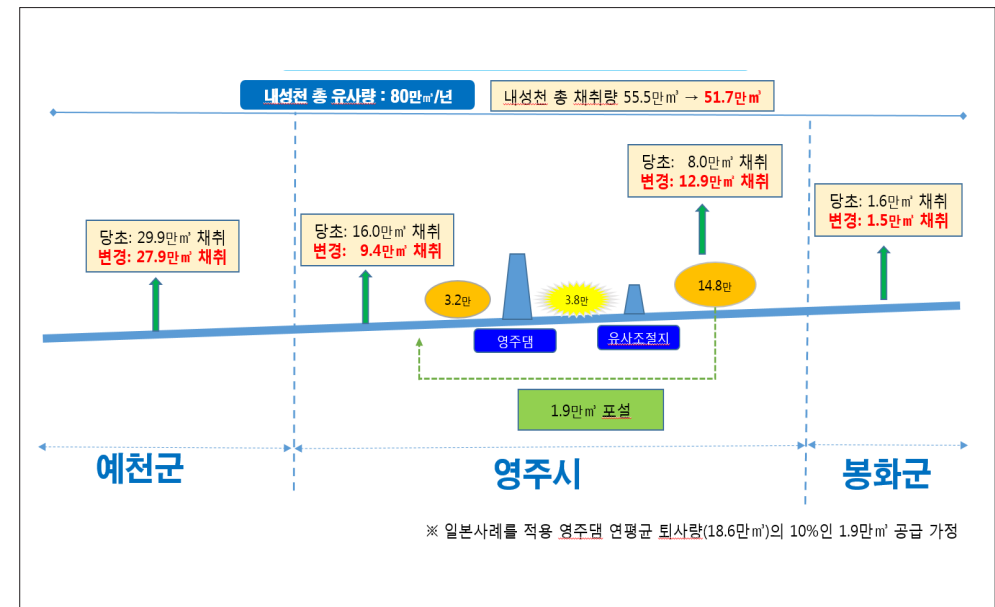 내성천 총 유사량 : 80만㎥/년
내성천 총 채취량 55.5만㎥ → 51.7만㎥
당초: 8.0만㎥ 채취
변경: 12.9만㎥ 채취
당초: 1.6만㎥ 채취
변경: 1.5만㎥ 채취
당초: 29.9만㎥ 채취
변경: 27.9만㎥ 채취
당초: 16.0만㎥ 채취
변경: 9.4만㎥ 채취
3.2만
3.8만
14.8만
영주댐
유사조절지
1.9만㎥ 포설
예천군
영주시
봉화군
※ 일본사례를 적용 영주댐 연평균 퇴사량(18.6만㎥)의 10%인 1.9만㎥ 공급 가정